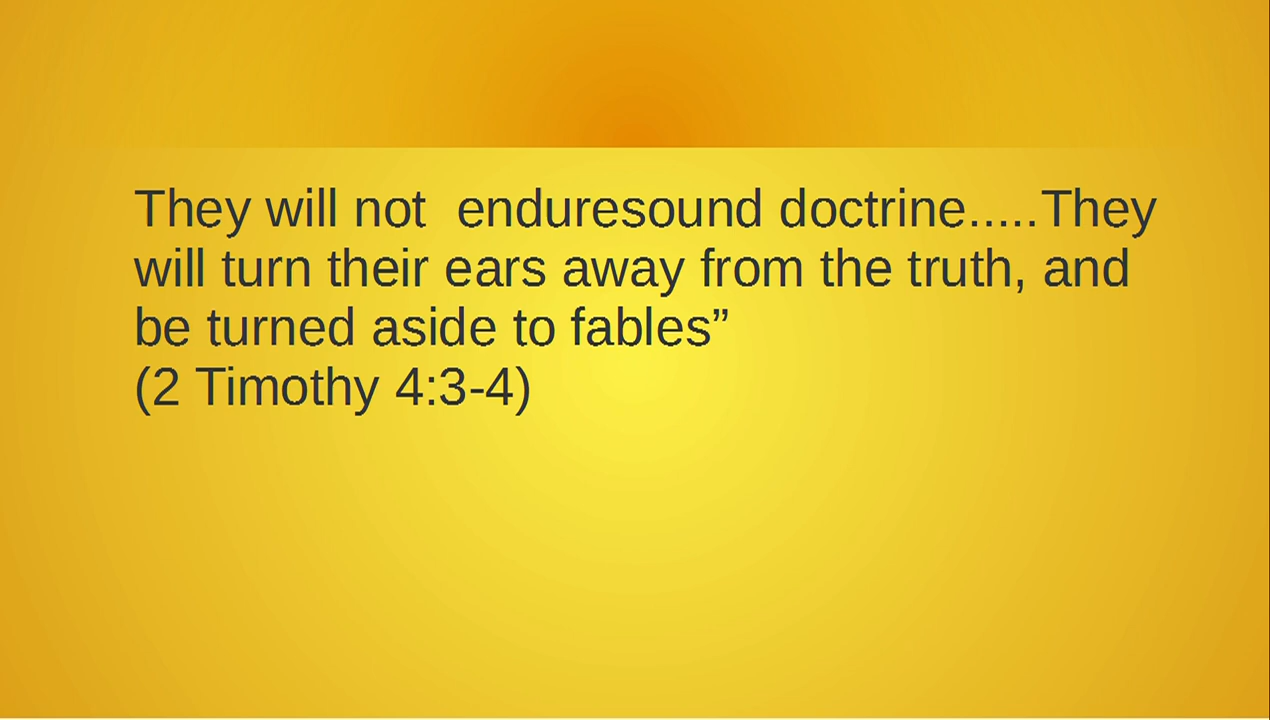 They will not  enduresound doctrine.....They
will turn their ears away from the truth, and
be turned aside to fables”
(2 Timothy 4:3-4)